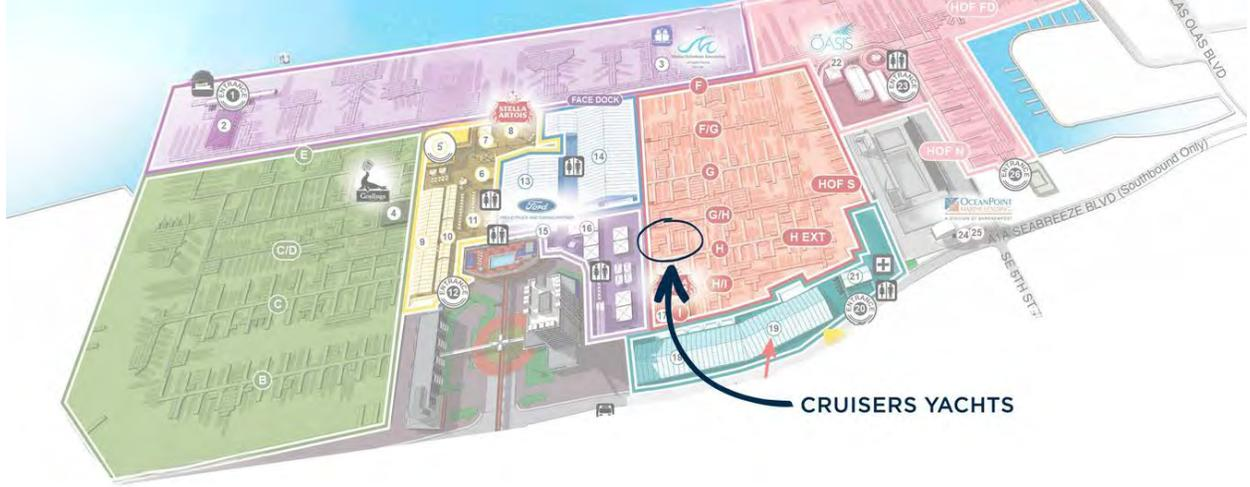 HOF FD
LAS OLAS BLVD
OASIS
22
ENTRANCE
23
3
F
ENTRANCE
1
2
STELLA
ARTOIS
FACE DOCK
8
7
5
6
14
F/G
G
HOF N
HOF S
ENTRANCE
26
E
Goslings
4
13
Ford
11
9
10
15
16
G/H
H
H EXT
H/I
OCEANPOINT
24
25
A1A SEABREEZE BLVD (Southbound Only)
SE 5TH ST
C/D
C
B
ENTRANCE
12
17
I
18
19
21
ENTRANCE
20
CRUISERS YACHTS